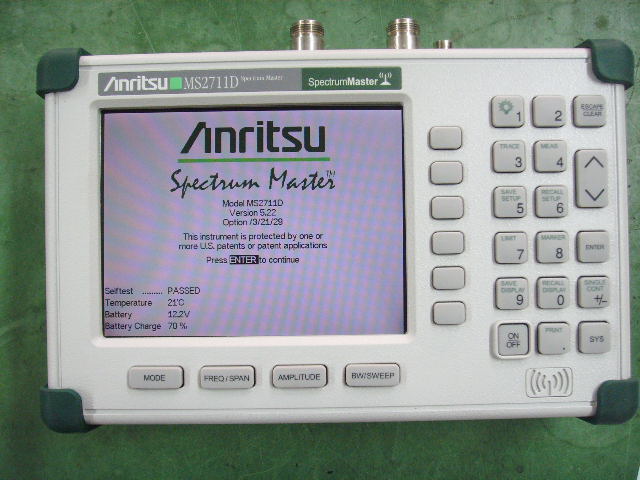 Anritsu MS2711D Spectrum Master
SpectrumMaster
Anritsu
Spectrum Master™
Model MS2711D
Version 5.22
Option /3/21/29
This instrument is protected by one or
more U.S. patents or patent applications
Press ENTER to continue
Selftest ......... PASSED
Temperature 21°C
Battery 12.2V
Battery Charge 70 %
MODE
FREQ/SPAN
AMPLITUDE
BW/SWEEP
1
2
ESCAPE
CLEAR
TRACE
3
MEAS
4
SAVE
SETUP
5
RECALL
SETUP
6
LIMIT
7
MARKER
8
ENTER
SAVE
DISPLAY
9
RECALL
DISPLAY
0
SINGLE
CONT
+/-
ON
OFF
PRINT
.
SYS